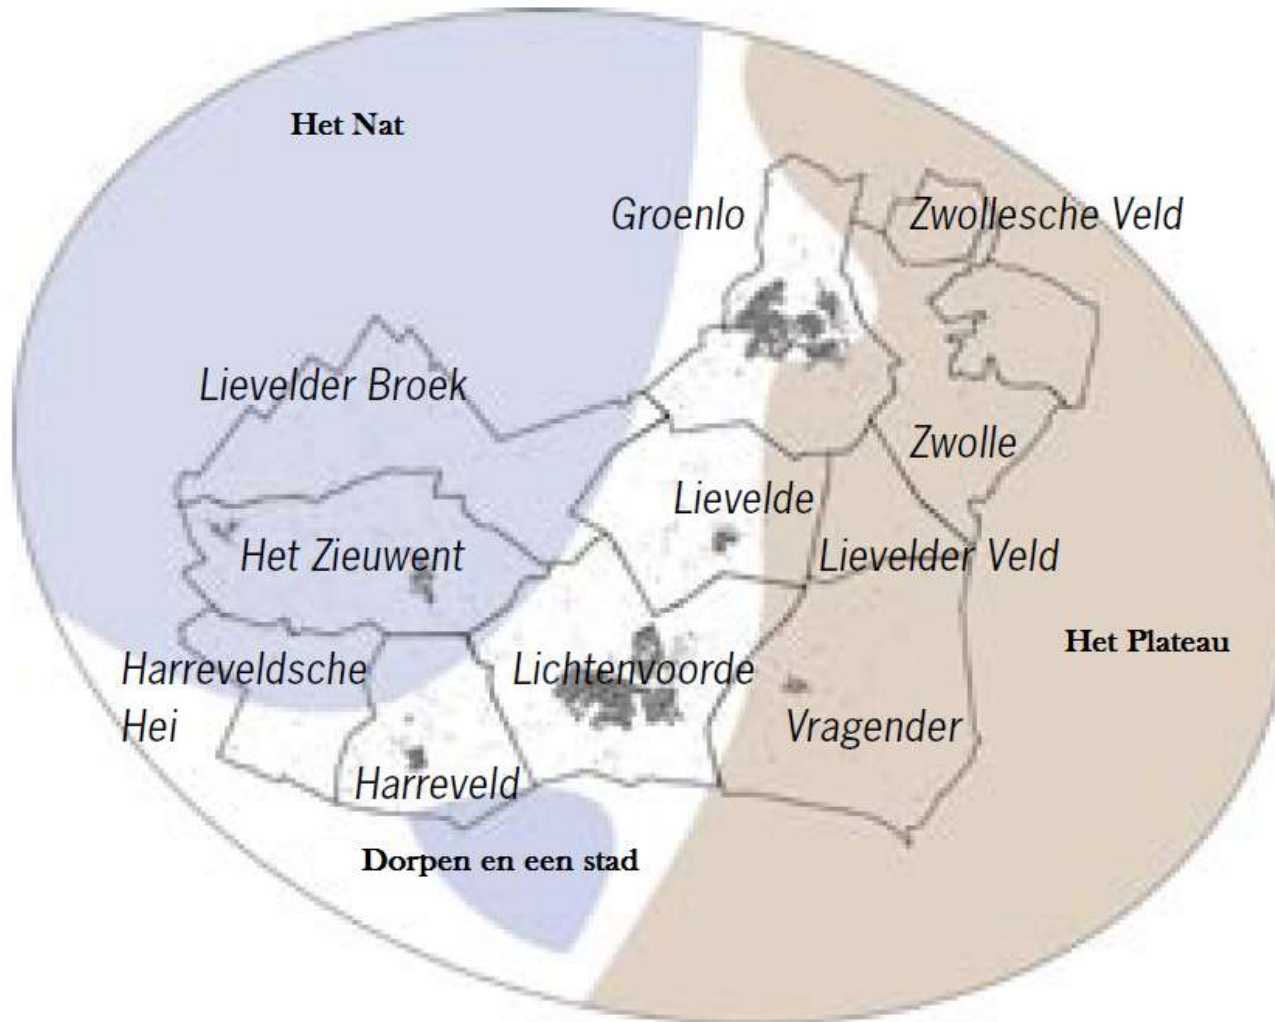 Het Nat
Groenlo
Zwollesche Veld
Lievelder Broek
Zwolle
Lievelde
Het Zieuwent
Lievelder Veld
Het Plateau
Harreveldsche
Hei
Lichtenvoorde
Vragender
Harreveld
Dorpen en een stad